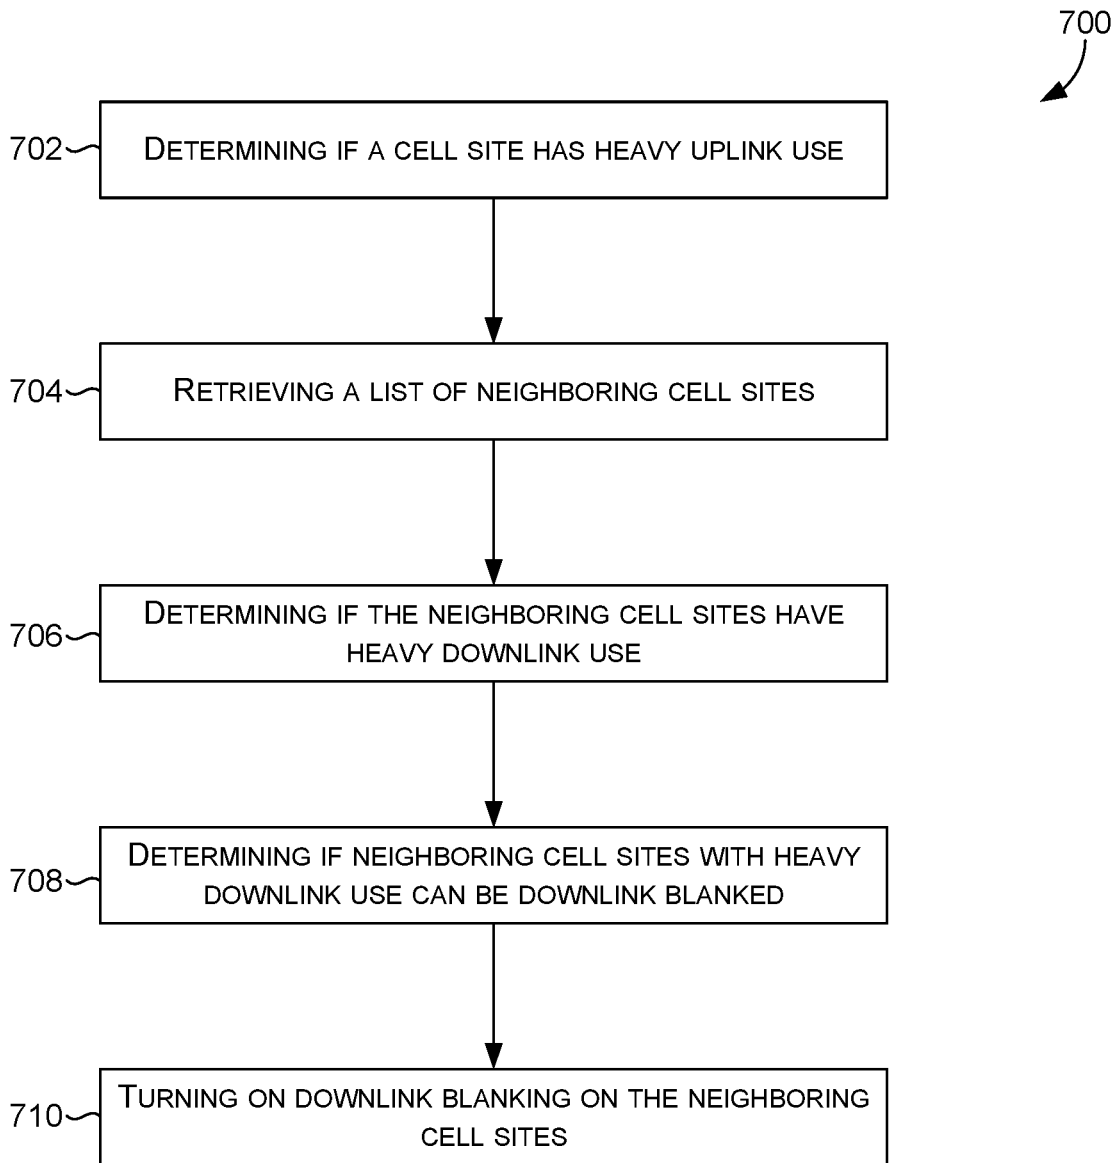 700
702
DETERMINING IF A CELL SITE HAS HEAVY UPLINK USE
704
RETRIEVING A LIST OF NEIGHBORING CELL SITES
706
DETERMINING IF THE NEIGHBORING CELL SITES HAVE
HEAVY DOWNLINK USE
708
DETERMINING IF NEIGHBORING CELL SITES WITH HEAVY
DOWNLINK USE CAN BE DOWNLINK BLANKED
710
TURNING ON DOWNLINK BLANKING ON THE NEIGHBORING
CELL SITES